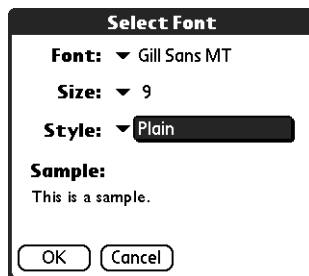 Select Font
Font: Gill Sans MT
Size: 9
Style: Plain
Sample:
This is a sample.
OK Cancel